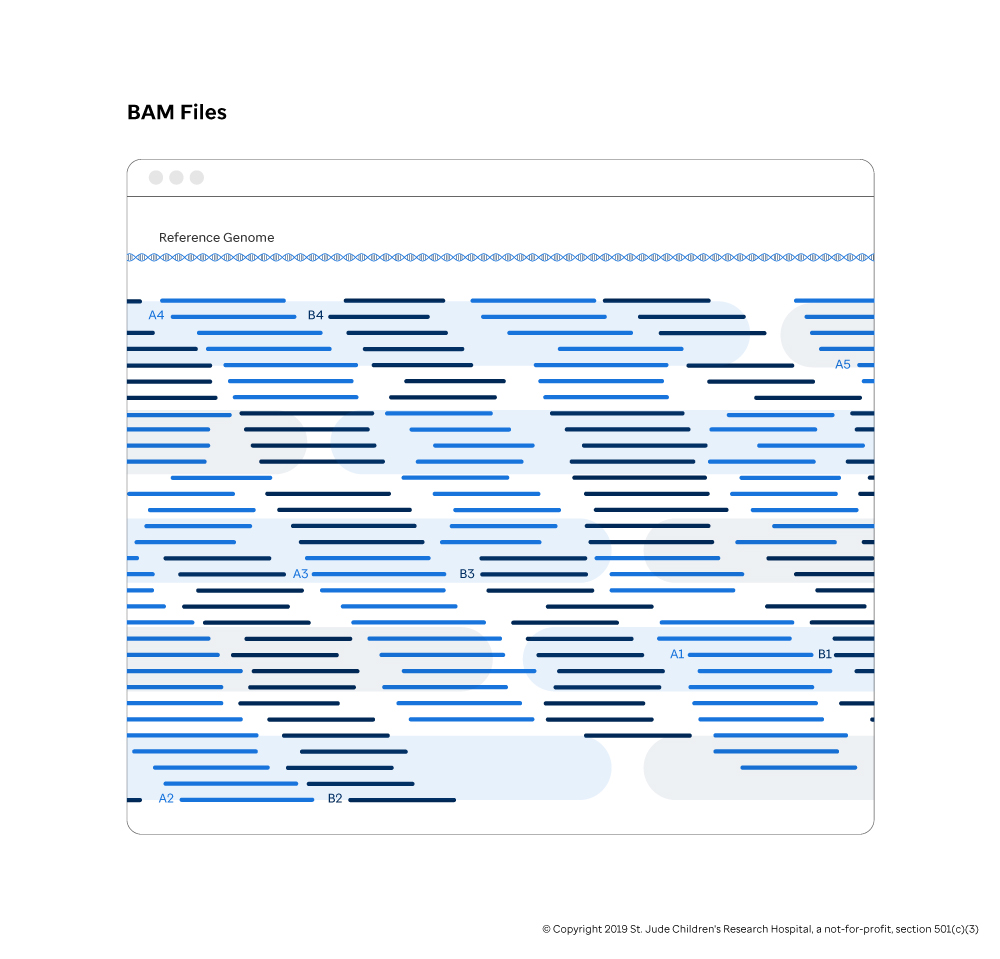 BAM Files
Reference Genome
A4 B4
A5
A3 B3
A1 B1
A2 B2
© Copyright 2019 St. Jude Children's Research Hospital, a not-for-profit, section 501(c)(3)